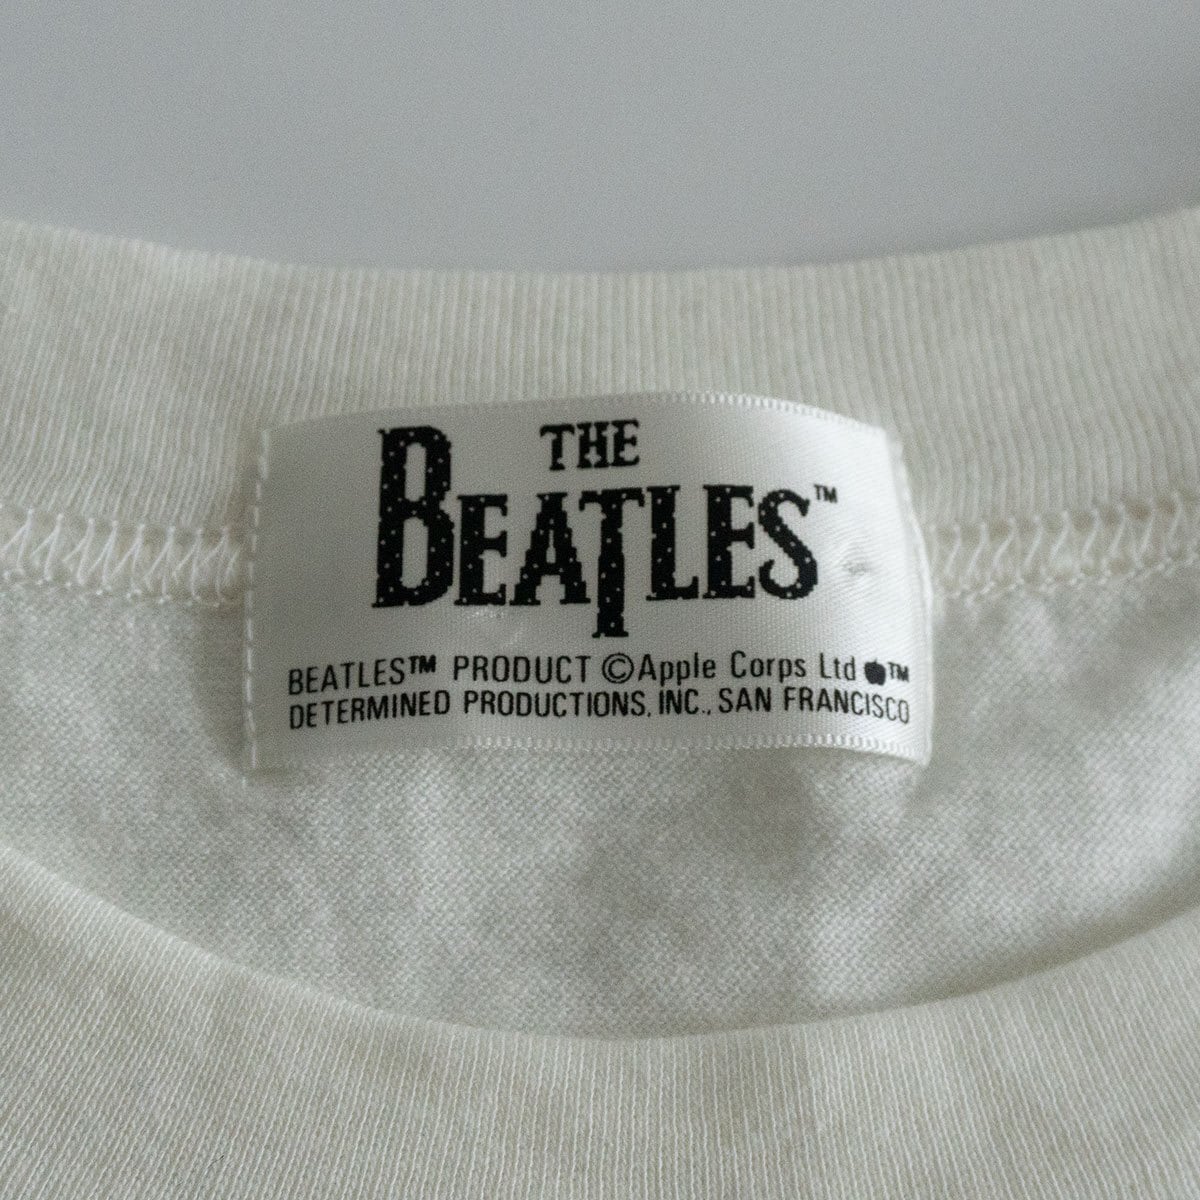 THE
BEATLES™
BEATLES™ PRODUCT ©Apple Corps Ltd ™
DETERMINED PRODUCTIONS, INC., SAN FRANCISCO